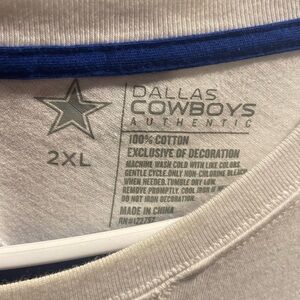 DALLAS
COWBOYS
AUTHENTIC
2XL
100% COTTON
EXCLUSIVE OF DECORATION
MACHINE WASH COLD WITH LIKE COLORS.
GENTLE CYCLE.ONLY NON-CHLORINE BLEACH
WHEN NEEDED.TUMBLE DRY LOW.
REMOVE PROMPTLY. COOL IRON
DO NOT IRON DECORATION.
MADE IN CHINA